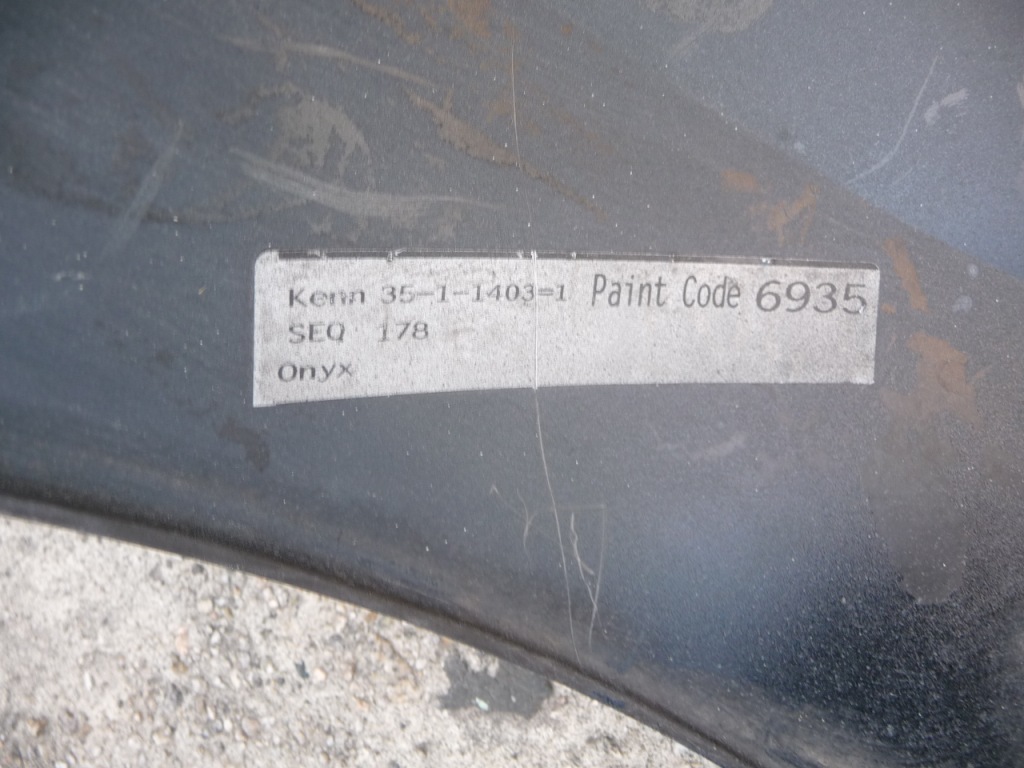 Kenn 35-1-1403=1 Paint Code 6935
SEQ 178
Onyx